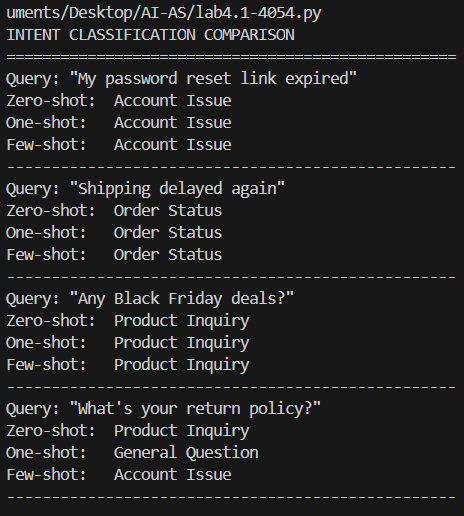 uments/Desktop/AI-AS/lab4.1-4054.py
INTENT CLASSIFICATION COMPARISON
==================================================
Query: "My password reset link expired"
Zero-shot:  Account Issue
One-shot:   Account Issue
Few-shot:   Account Issue
--------------------------------------------------
Query: "Shipping delayed again"
Zero-shot:  Order Status
One-shot:   Order Status
Few-shot:   Order Status
--------------------------------------------------
Query: "Any Black Friday deals?"
Zero-shot:  Product Inquiry
One-shot:   Product Inquiry
Few-shot:   Product Inquiry
--------------------------------------------------
Query: "What's your return policy?"
Zero-shot:  Product Inquiry
One-shot:   General Question
Few-shot:   Account Issue
--------------------------------------------------